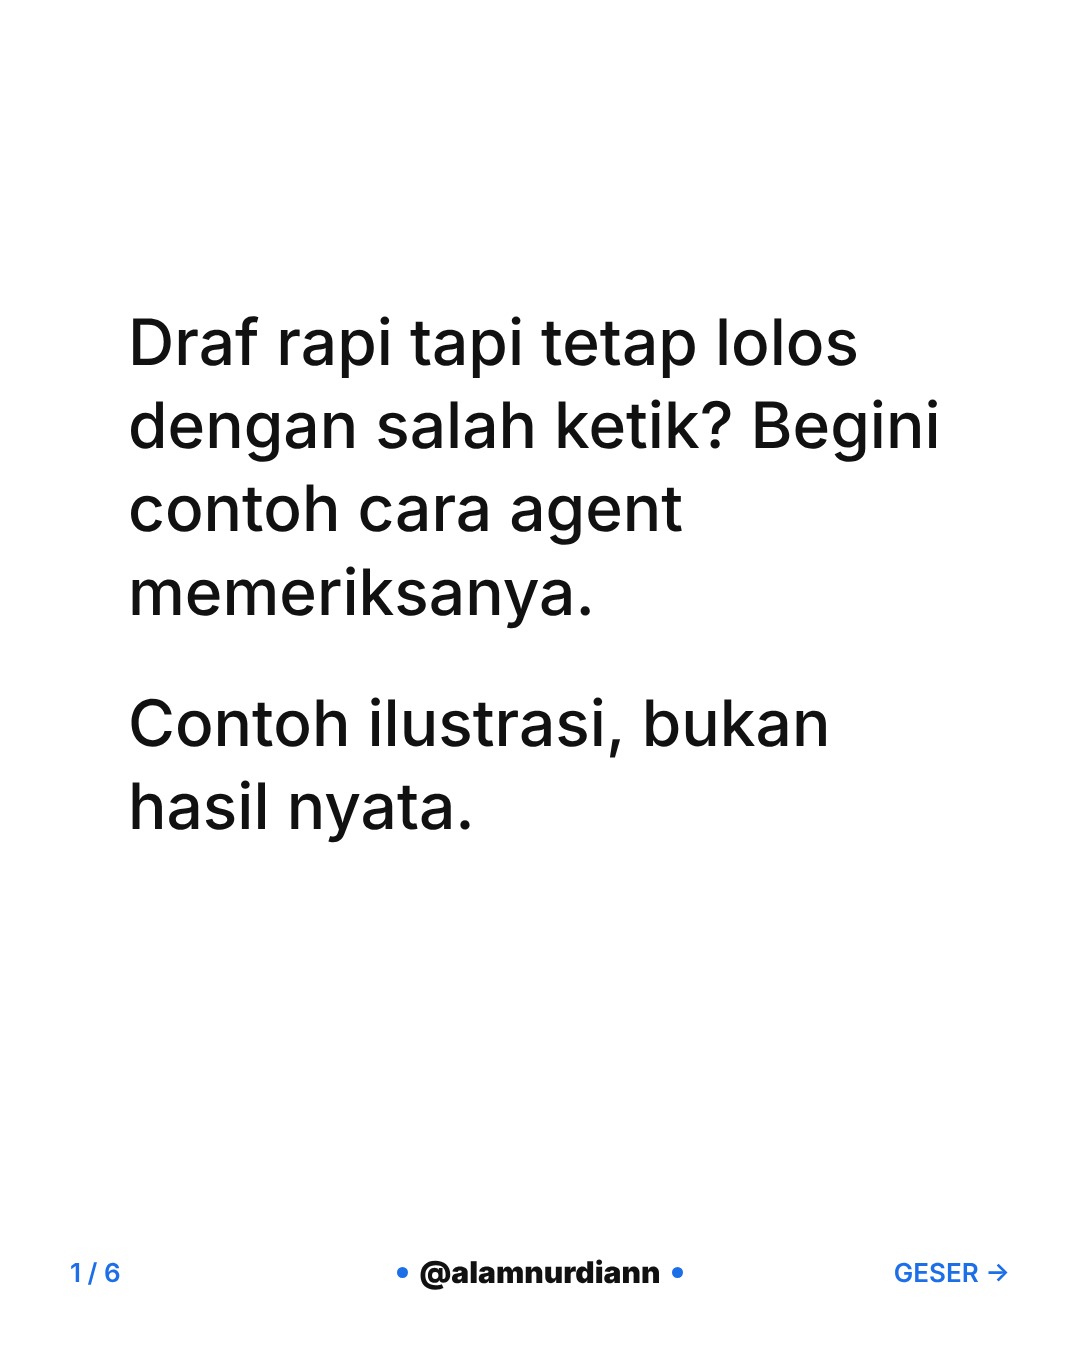 Draf rapi tapi tetap lolos
dengan salah ketik? Begini
contoh cara agent
memeriksanya.
Contoh ilustrasi, bukan
hasil nyata.
1 / 6
• @alamnurdiann •
GESER →